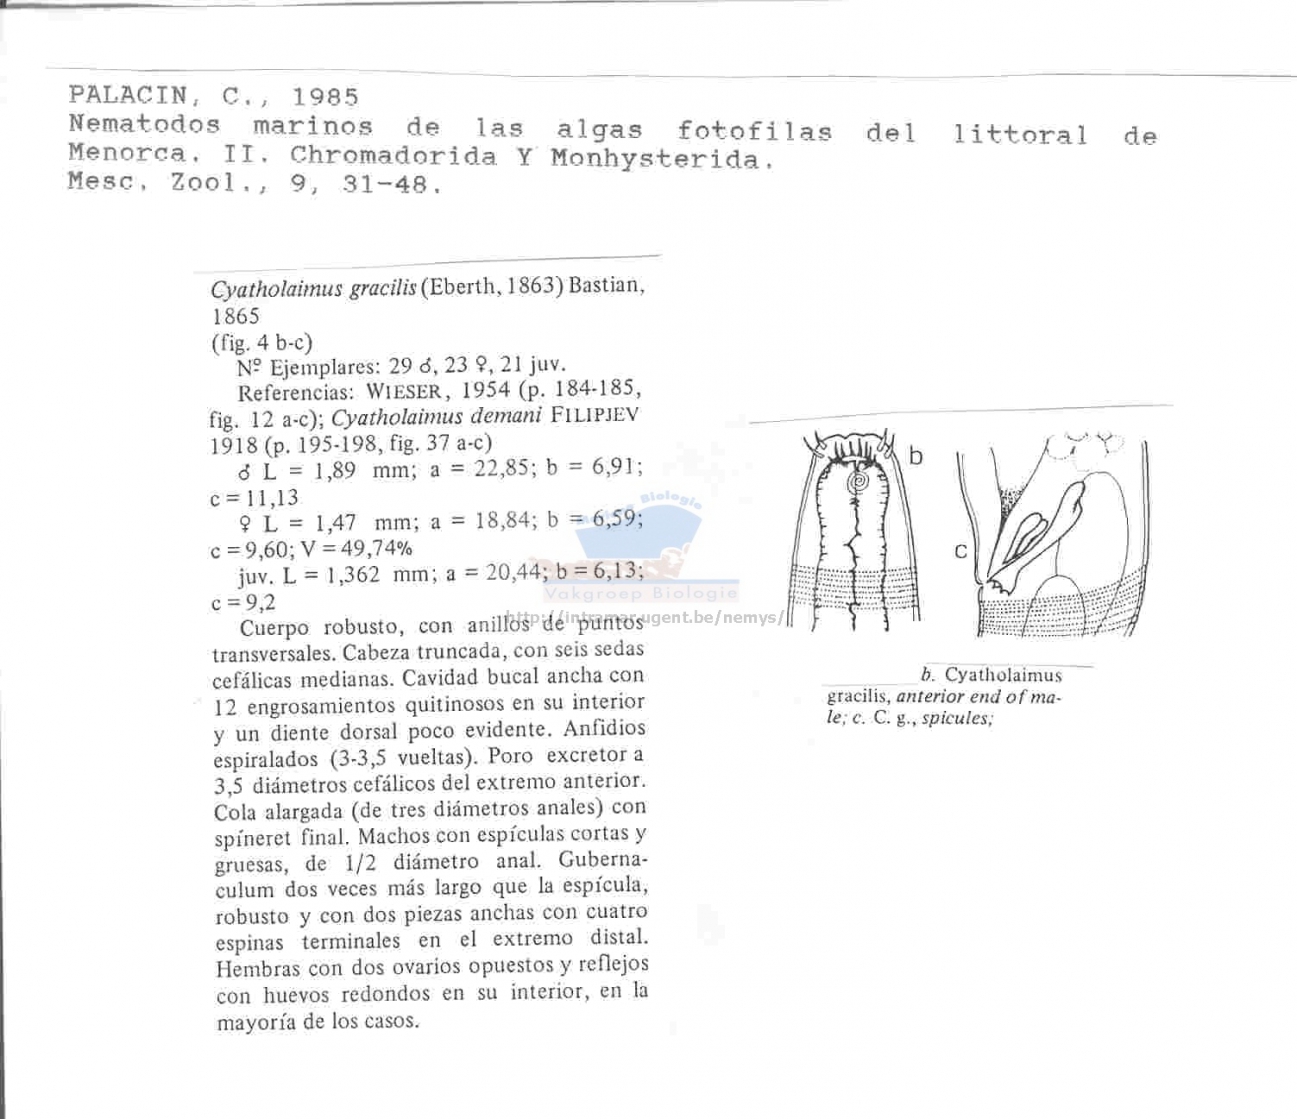 PALACIN, C., 1985
Nematodos marinos de las algas fotofilas del littoral de
Menorca. II. Chromadorida Y Monhysterida.
Mesc. Zool., 9, 31-48.
Cyatholaimus gracilis (Eberth, 1863) Bastian,
1865
(fig. 4 b-c)
Nº Ejemplares: 29 ♂, 23 ♀, 21 juv.
Referencias: WIESER, 1954 (p. 184-185,
fig. 12 a-c); Cyatholaimus demani FILIPJEV
1918 (p. 195-198, fig. 37 a-c)
♂ L = 1,89 mm; a = 22,85; b = 6,91;
c = 11,13
♀ L = 1,47 mm; a = 18,84; b = 6,59;
c = 9,60; V = 49,74%
juv. L = 1,362 mm; a = 20,44; b = 6,13;
c = 9,2
Cuerpo robusto, con anillos de puntos
transversales. Cabeza truncada, con seis sedas
cefálicas medianas. Cavidad bucal ancha con
12 engrosamientos quitinosos en su interior
y un diente dorsal poco evidente. Anfidios
espiralados (3-3,5 vueltas). Poro excretor a
3,5 diámetros cefálicos del extremo anterior.
Cola alargada (de tres diámetros anales) con
spíneret final. Machos con espículas cortas y
gruesas, de 1/2 diámetro anal. Guberna-
culum dos veces más largo que la espícula,
robusto y con dos piezas anchas con cuatro
espinas terminales en el extremo distal.
Hembras con dos ovarios opuestos y reflejos
con huevos redondos en su interior, en la
mayoría de los casos.
b
c
b. Cyatholaimus
gracilis, anterior end of ma-
le; c. C. g., spicules;
Biologie
Vakgroep Biologie
http://intramar.ugent.be/nemys/